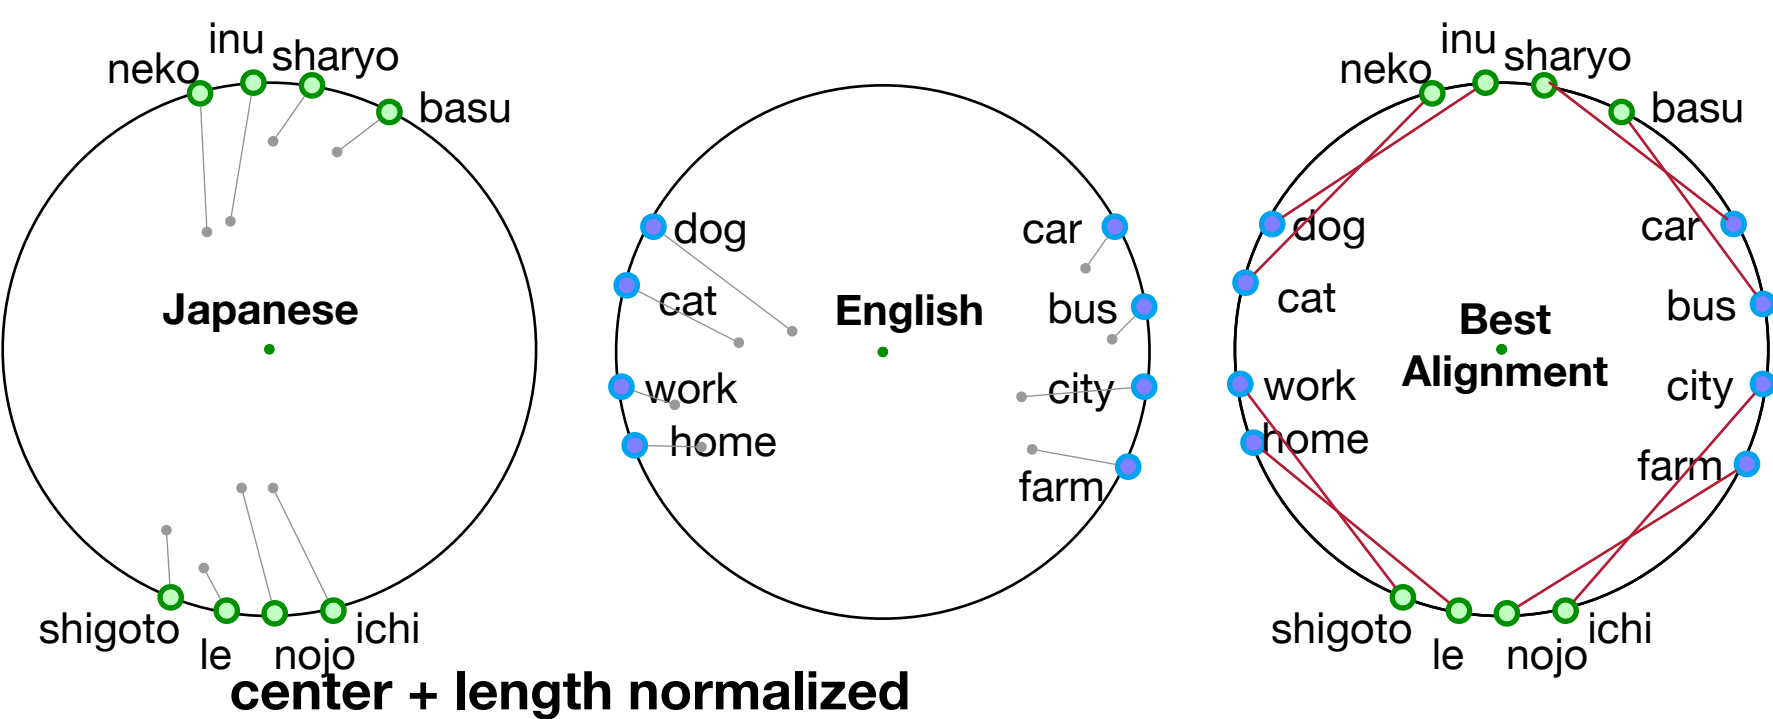 inu
sharyo
neko
basu
Japanese
shigoto
le
nojo
ichi
dog
car
cat
English
bus
work
city
home
farm
inu
sharyo
neko
basu
dog
car
cat
Best
Alignment
bus
work
city
home
farm
shigoto
le
nojo
ichi
center + length normalized